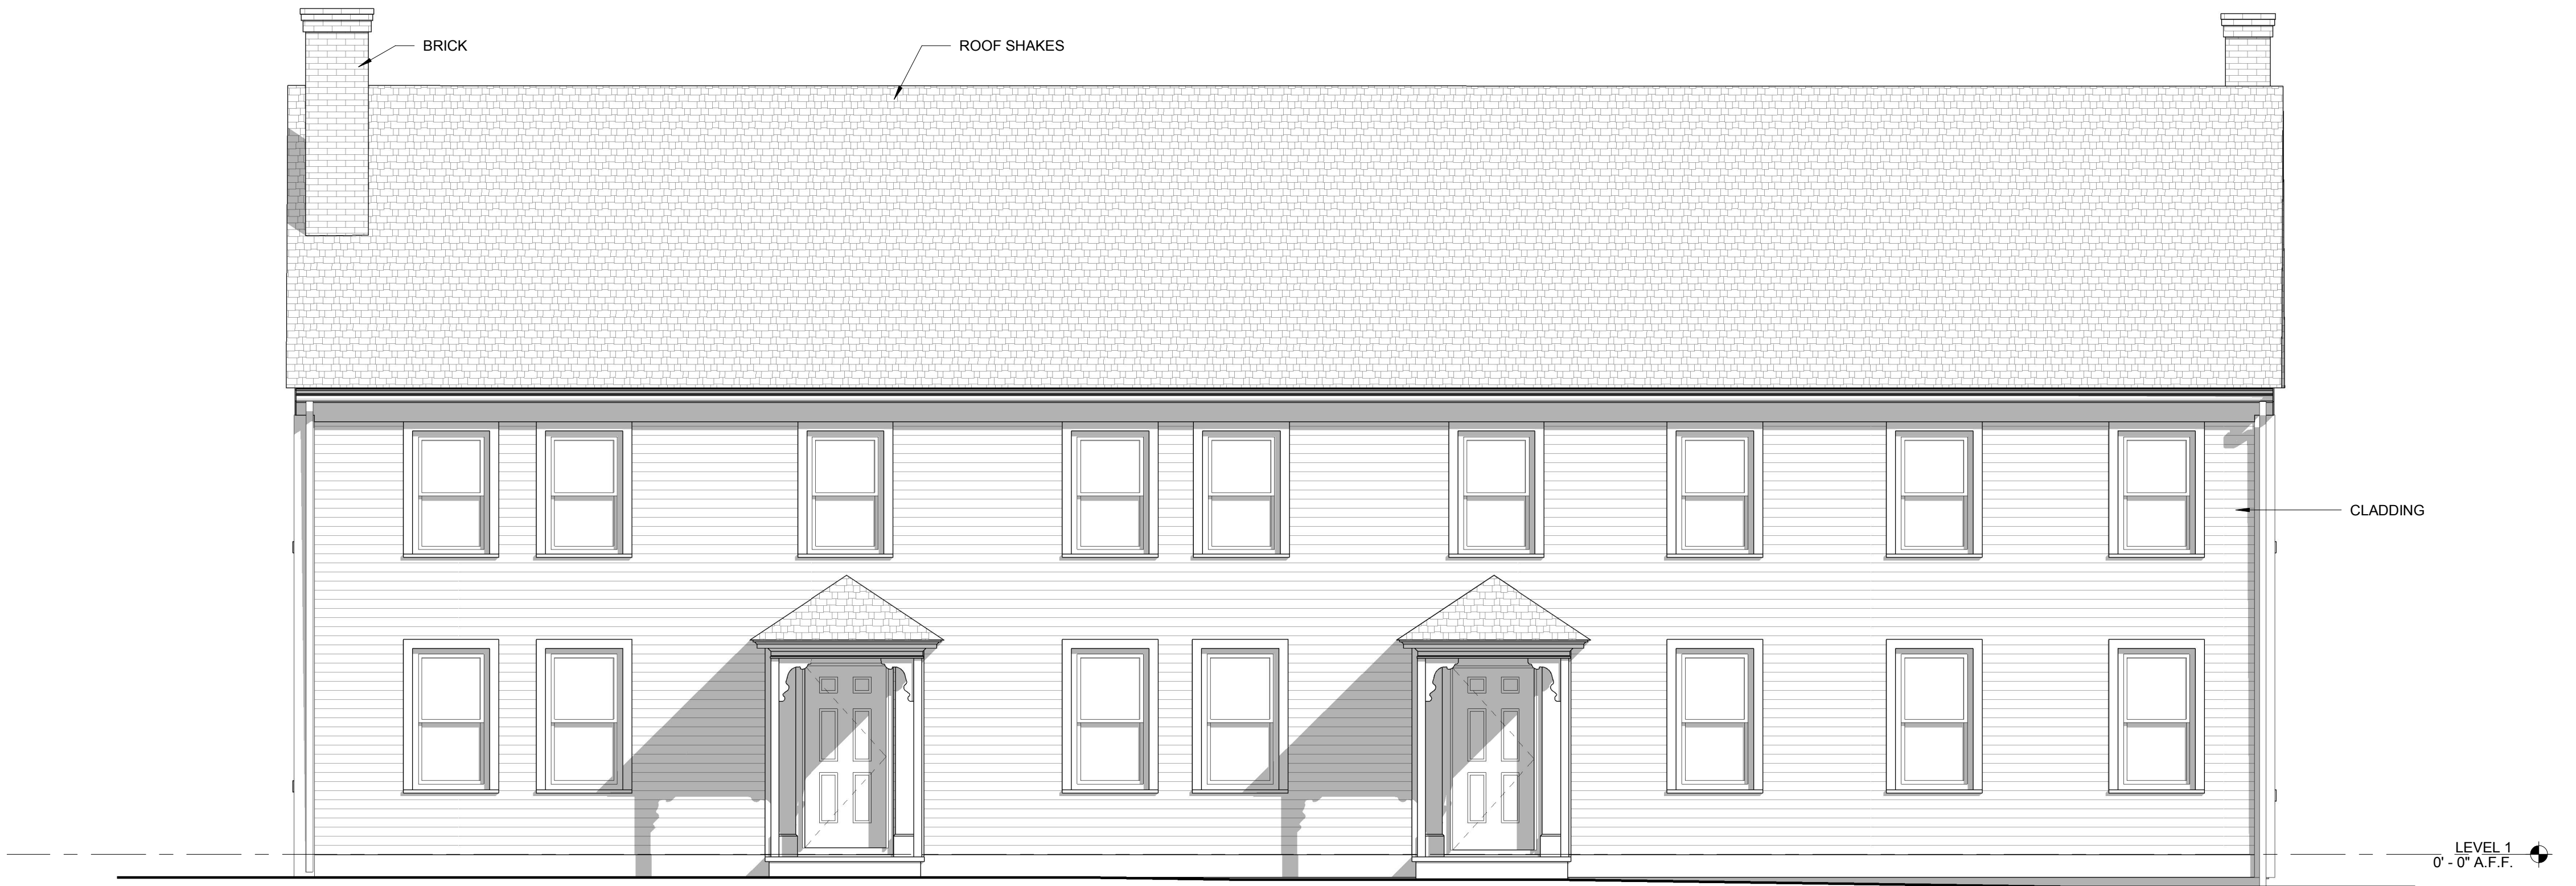 BRICK
ROOF SHAKES
CLADDING
LEVEL 1
0' - 0" A.F.F.